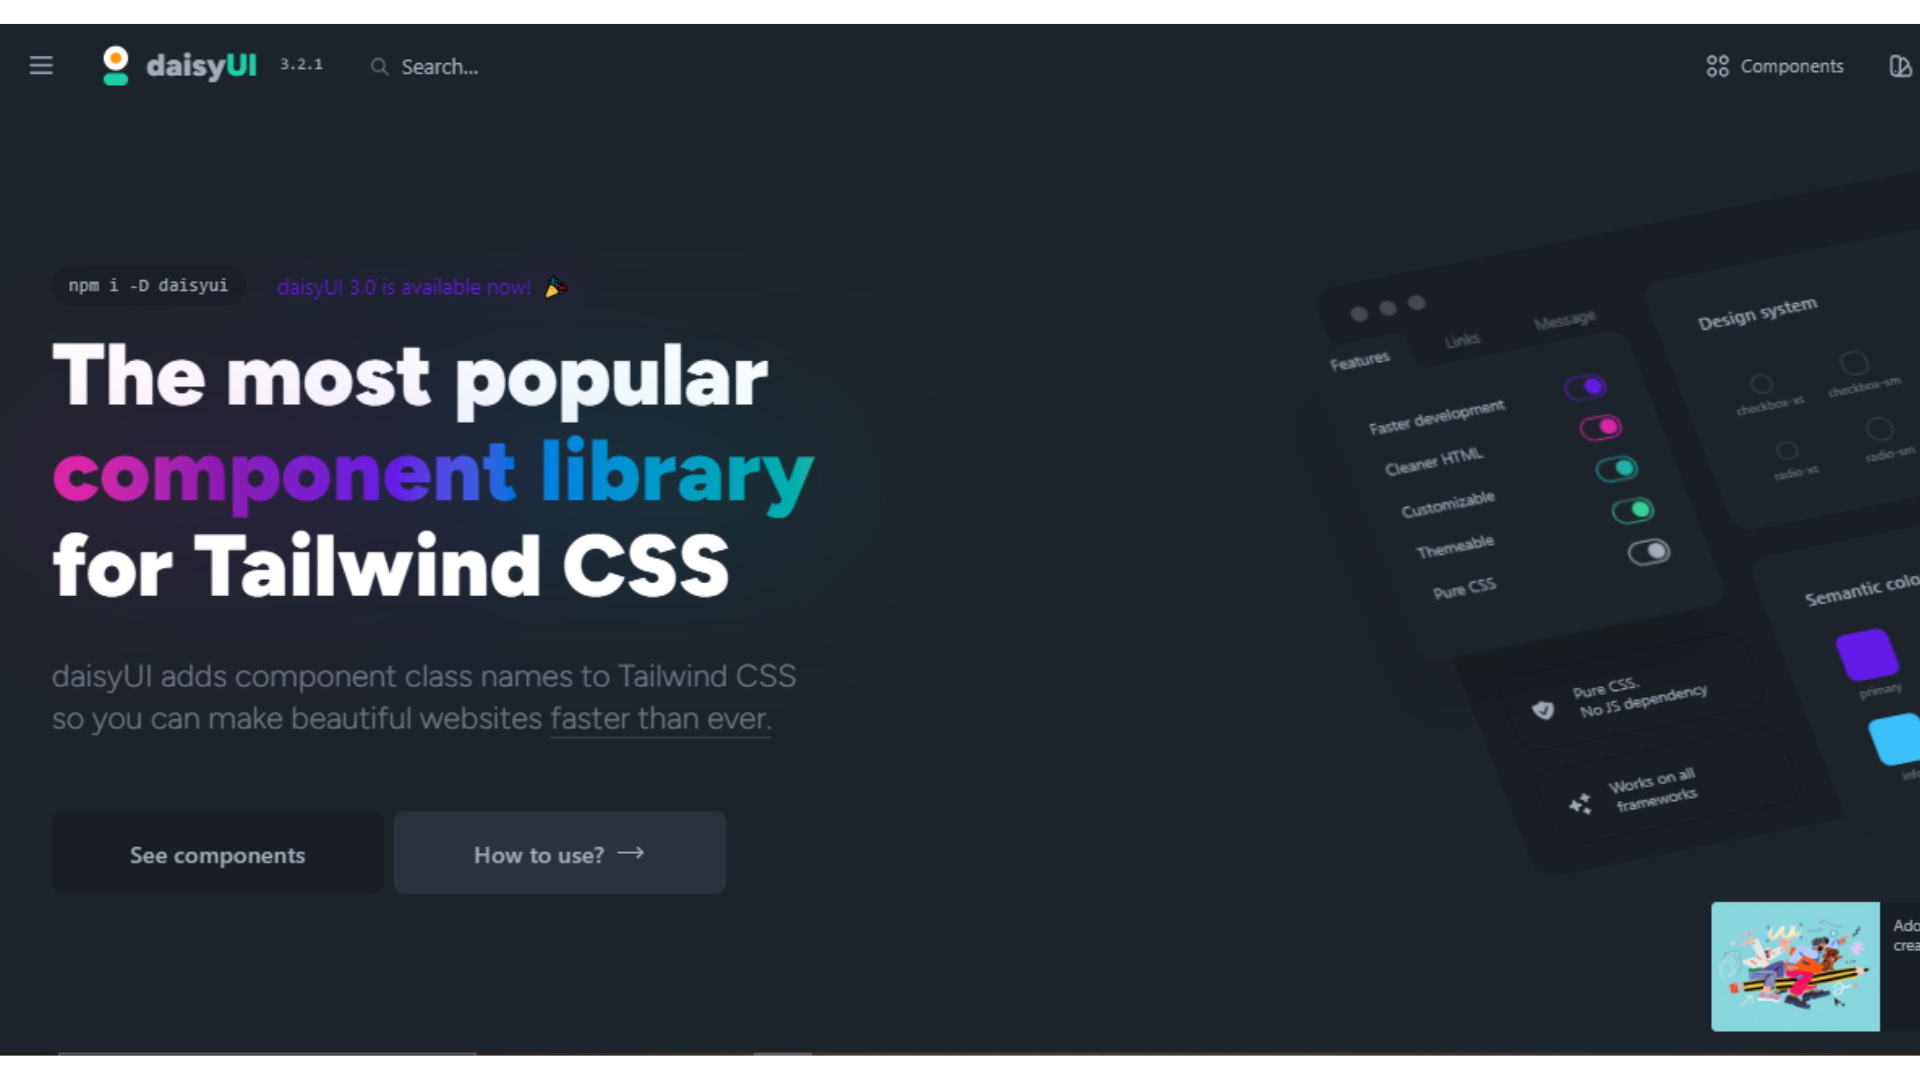 daisyUI 3.2.1 Search...
Components
npm i -D daisyui
daisyUI 3.0 is available now!
The most popular
component library
for Tailwind CSS
daisyUI adds component class names to Tailwind CSS
so you can make beautiful websites faster than ever.
See components
How to use? →
Features
Links
Message
Faster development
Cleaner HTML
Customizable
Themeable
Pure CSS
Design system
checkbox-xs
checkbox-sm
radio-xs
radio-sm
Semantic colo
primary
info
Pure CSS.
No JS dependency
Works on all
frameworks
Ado
crea